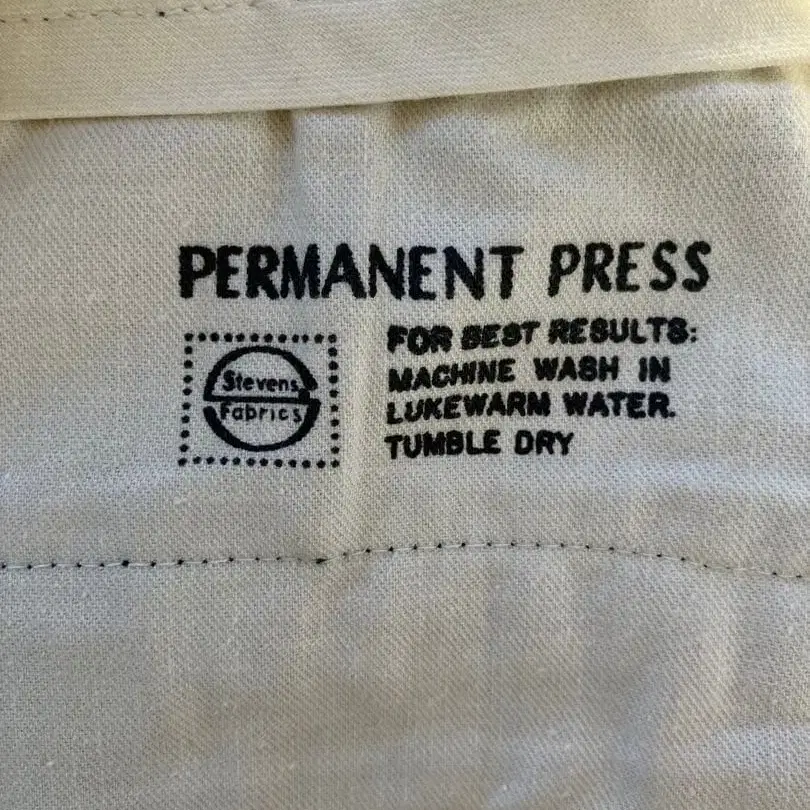 PERMANENT PRESS
Stevens
Fabrics
FOR BEST RESULTS:
MACHINE WASH IN
LUKEWARM WATER.
TUMBLE DRY